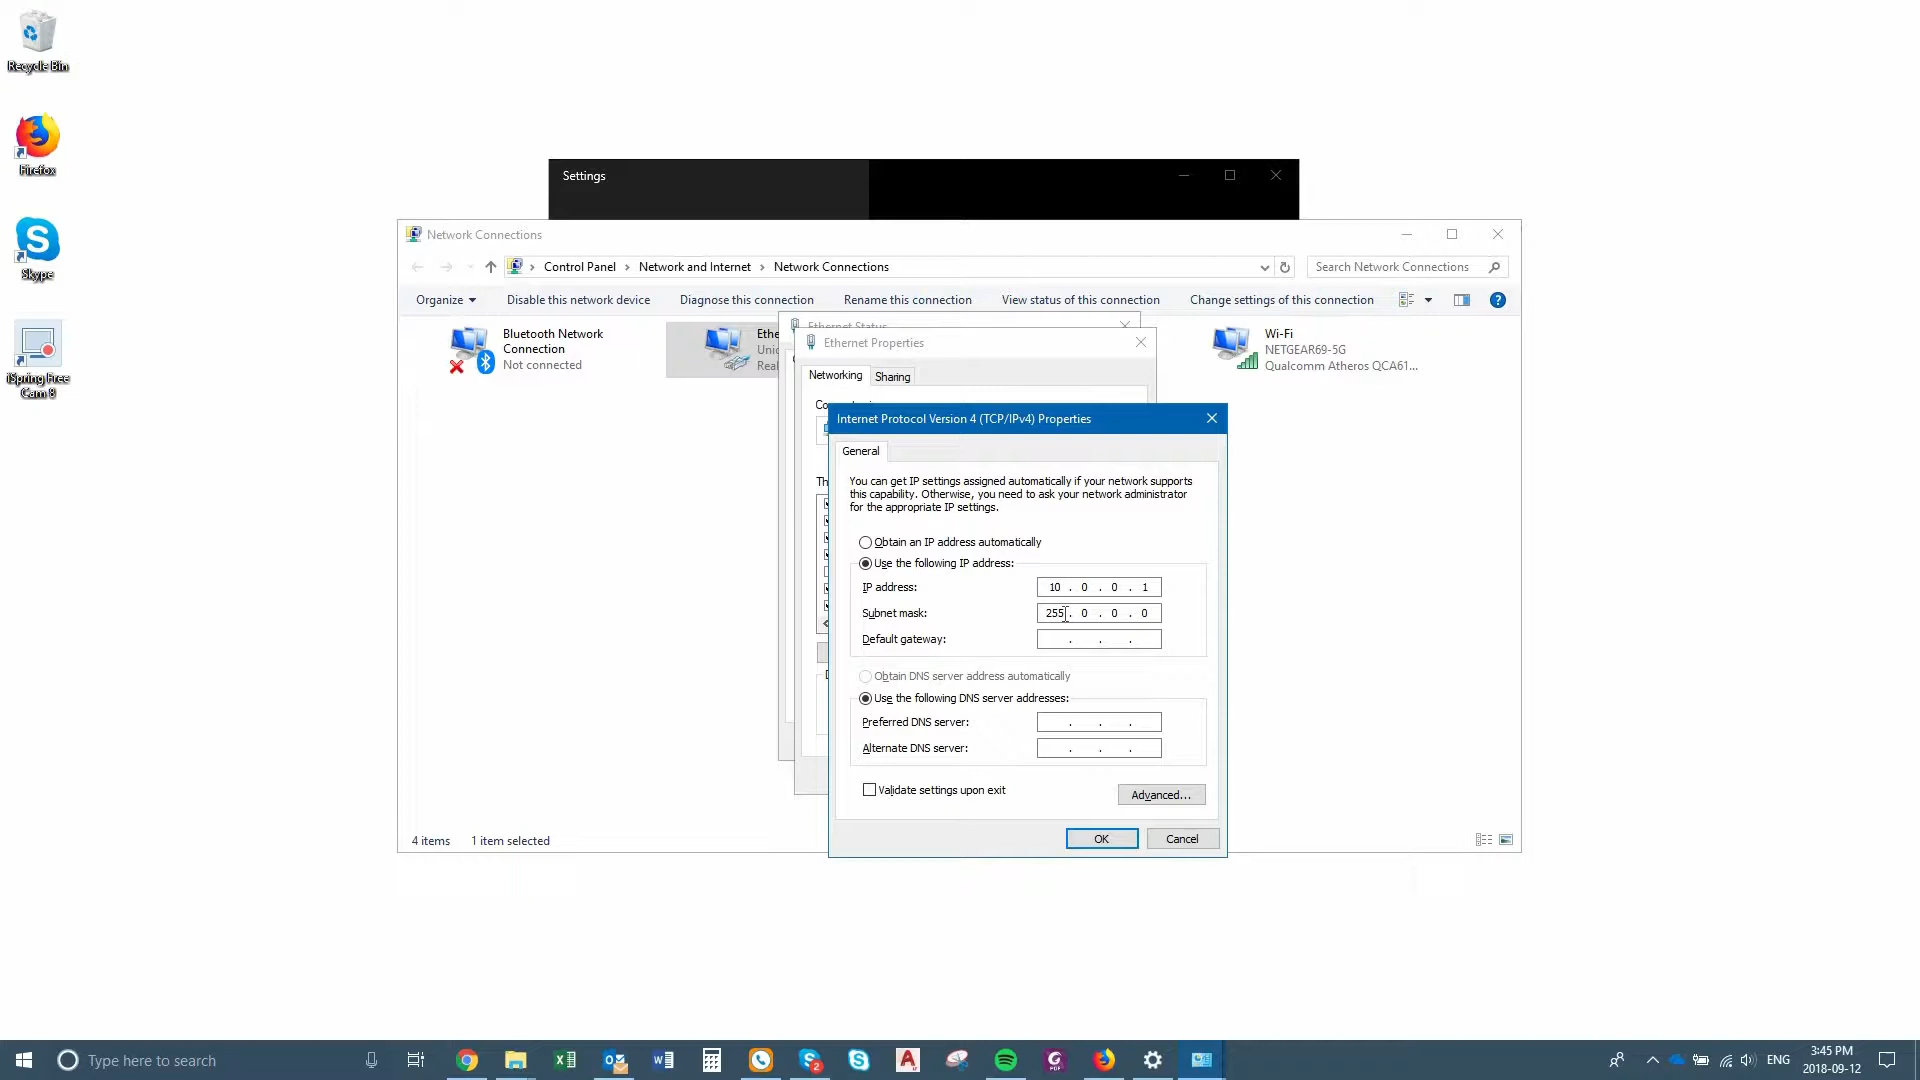 Recycle Bin
Firefox
Skype
iSpring Free
Cam 8
Settings
Network Connections
Control Panel
Network and Internet
Network Connections
Search Network Connections
Organize
Disable this network device
Diagnose this connection
Rename this connection
View status of this connection
Change settings of this connection
Bluetooth Network
Connection
Not connected
Wi-Fi
NETGEAR69-5G
Qualcomm Atheros QCA61...
Ethernet Status
Ethernet Properties
Networking
Sharing
Internet Protocol Version 4 (TCP/IPv4) Properties
General
You can get IP settings assigned automatically if your network supports
this capability. Otherwise, you need to ask your network administrator
for the appropriate IP settings.
Obtain an IP address automatically
Use the following IP address:
IP address: 10 . 0 . 0 . 1
Subnet mask: 255 . 0 . 0 . 0
Default gateway: . . .
Obtain DNS server address automatically
Use the following DNS server addresses:
Preferred DNS server: . . .
Alternate DNS server: . . .
Validate settings upon exit
Advanced...
OK
Cancel
4 items
1 item selected
Type here to search
ENG
3:45 PM
2018-09-12